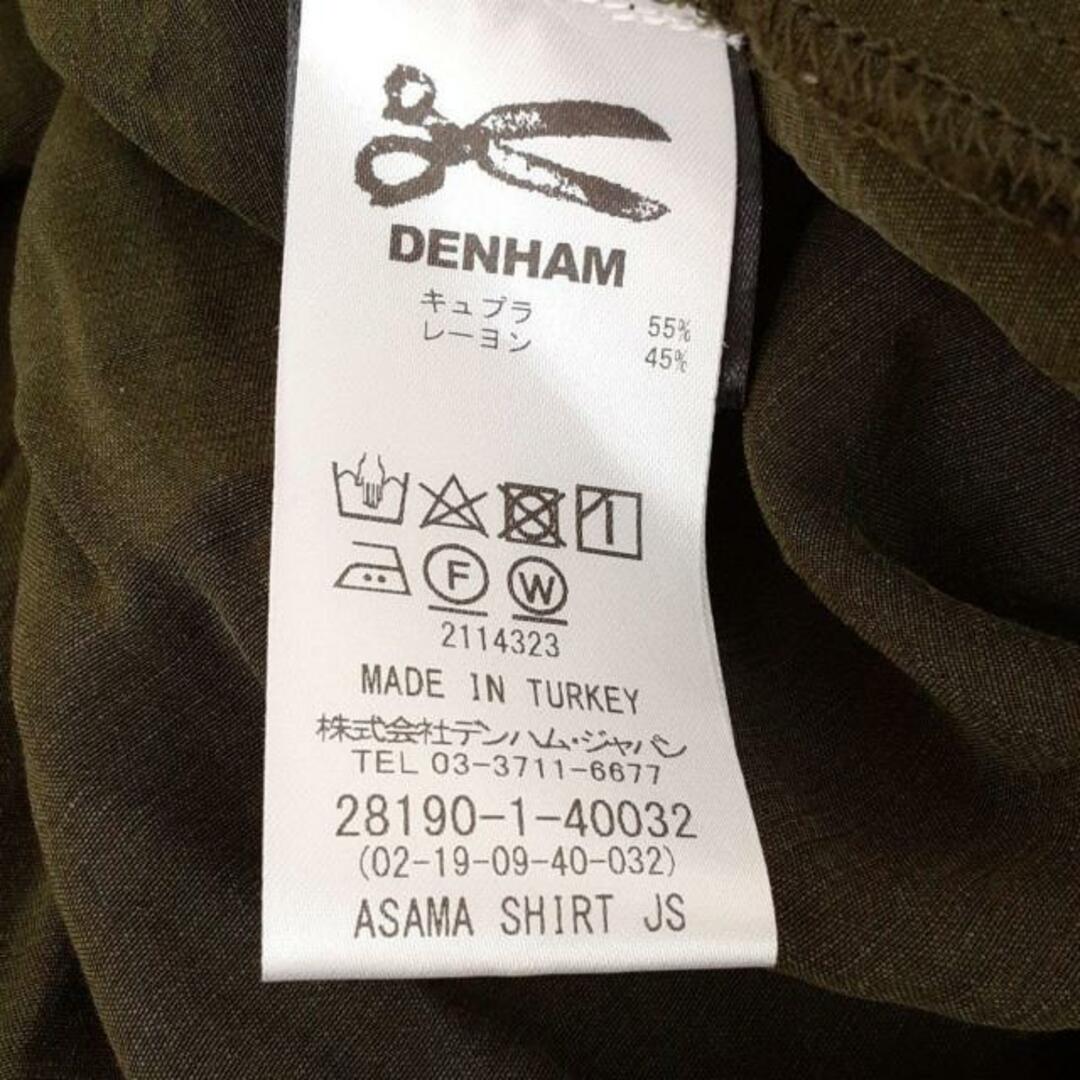 DENHAM
キュプラ 55%
レーヨン 45%
F W
2114323
MADE IN TURKEY
株式会社デンハム・ジャパン
TEL 03-3711-6677
28190-1-40032
(02-19-09-40-032)
ASAMA SHIRT JS